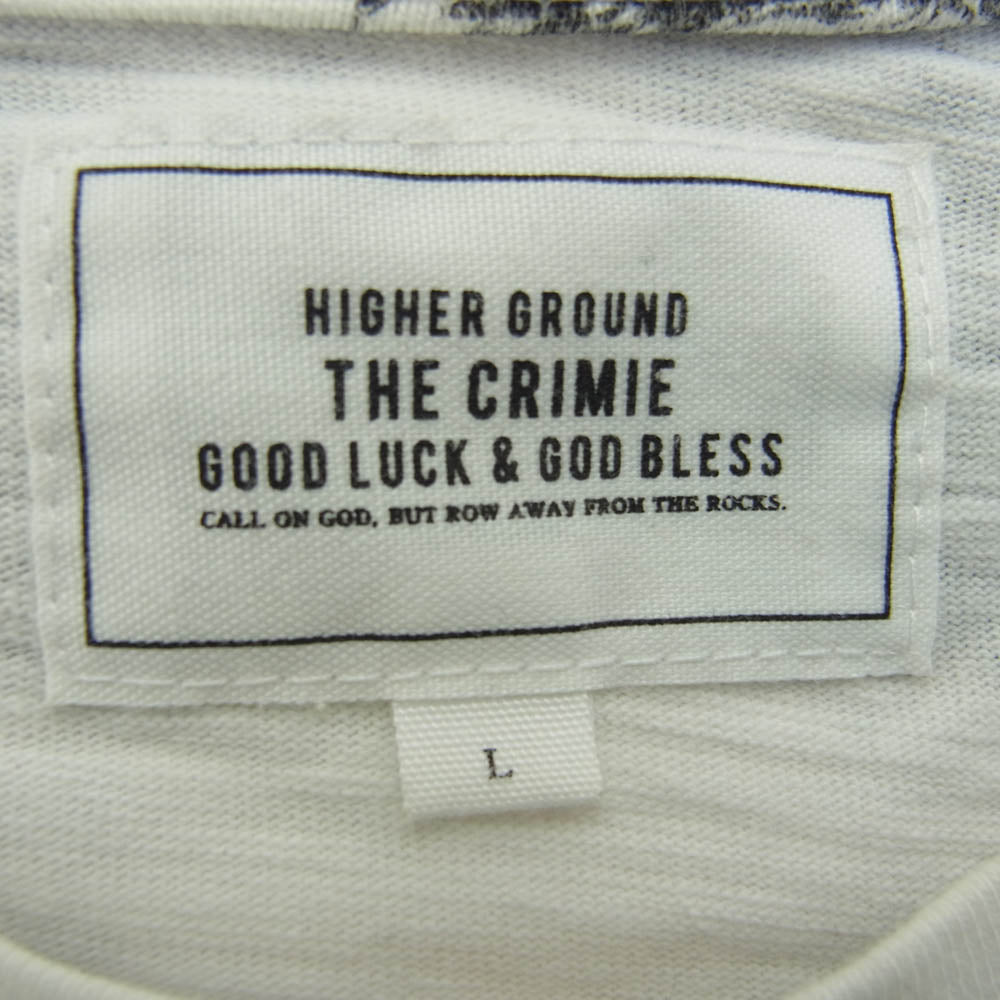 HIGHER GROUND
THE CRIMIE
GOOD LUCK & GOD BLESS
CALL ON GOD, BUT ROW AWAY FROM THE ROCKS.
L